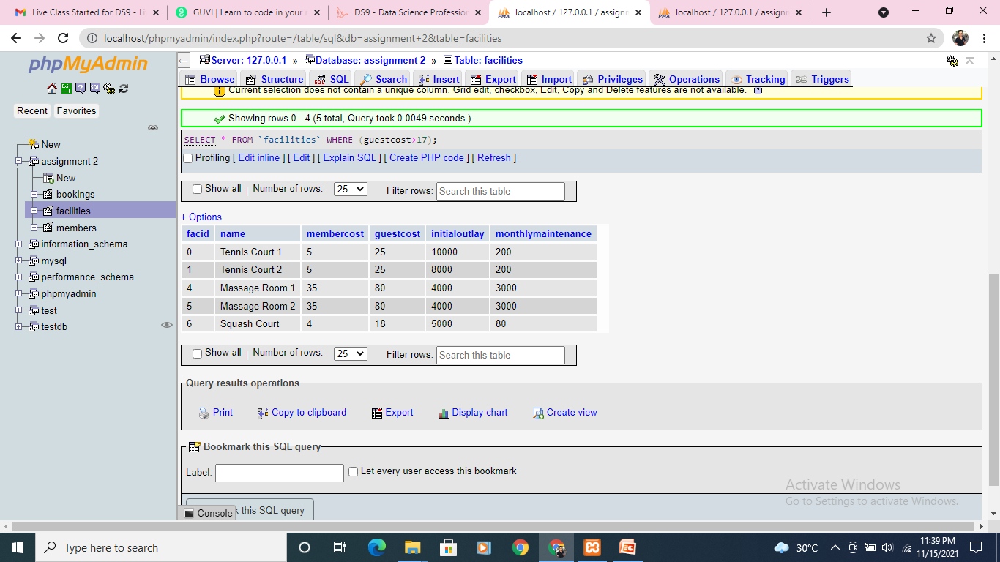 Live Class Started for DS9 - Li
GUVI | Learn to code in your
DS9 - Data Science Profession
localhost / 127.0.0.1 / assignm
localhost / 127.0.0.1 / assignm
localhost/phpmyadmin/index.php?route=/table/sql&db=assignment+2&table=facilities
phpMyAdmin
Recent Favorites
New
assignment 2
New
bookings
facilities
members
information_schema
mysql
performance_schema
phpmyadmin
test
testdb
Server: 127.0.0.1 » Database: assignment 2 » Table: facilities
Browse Structure SQL Search Insert Export Import Privileges Operations Tracking Triggers
Current selection does not contain a unique column. Grid edit, checkbox, Edit, Copy and Delete features are not available.
Showing rows 0 - 4 (5 total, Query took 0.0049 seconds.)
SELECT * FROM `facilities` WHERE (guestcost>17);
Profiling [ Edit inline ] [ Edit ] [ Explain SQL ] [ Create PHP code ] [ Refresh ]
Show all | Number of rows: 25 Filter rows: Search this table
+ Options
facid name membercost guestcost initialoutlay monthlymaintenance
0 Tennis Court 1 5 25 10000 200
1 Tennis Court 2 5 25 8000 200
4 Massage Room 1 35 80 4000 3000
5 Massage Room 2 35 80 4000 3000
6 Squash Court 4 18 5000 80
Show all | Number of rows: 25 Filter rows: Search this table
Query results operations
Print Copy to clipboard Export Display chart Create view
Bookmark this SQL query
Label: Let every user access this bookmark
Console k this SQL query
Activate Windows
Go to Settings to activate Windows.
Type here to search
30°C
11:39 PM
11/15/2021